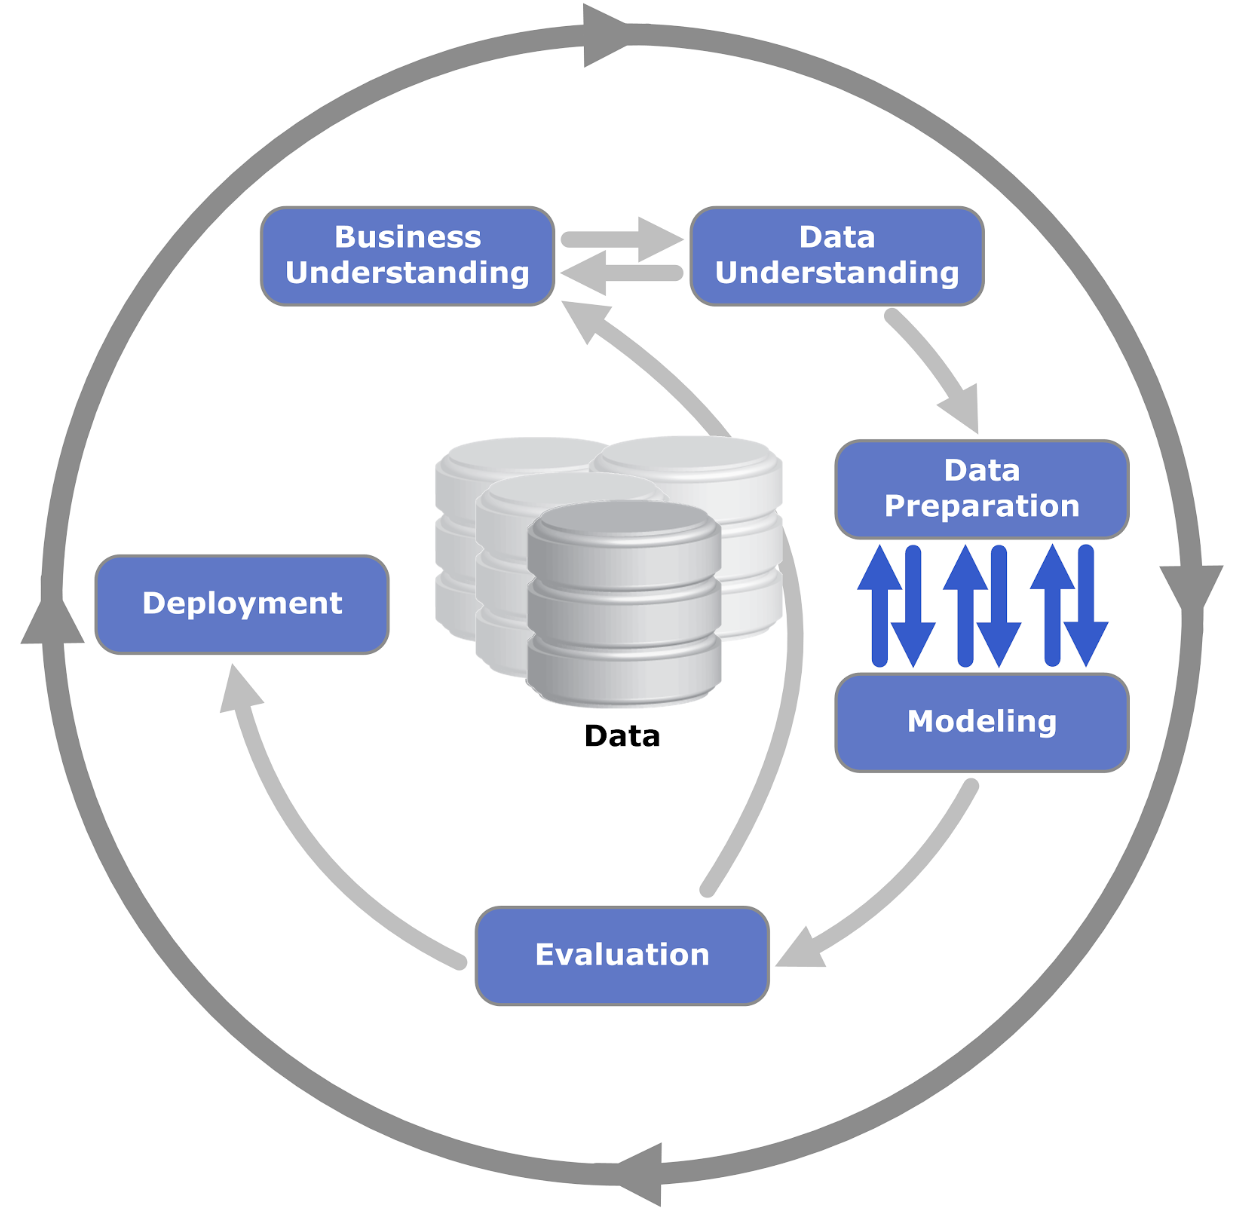 Business
Understanding
Data
Understanding
Data
Preparation
Deployment
Modeling
Data
Evaluation